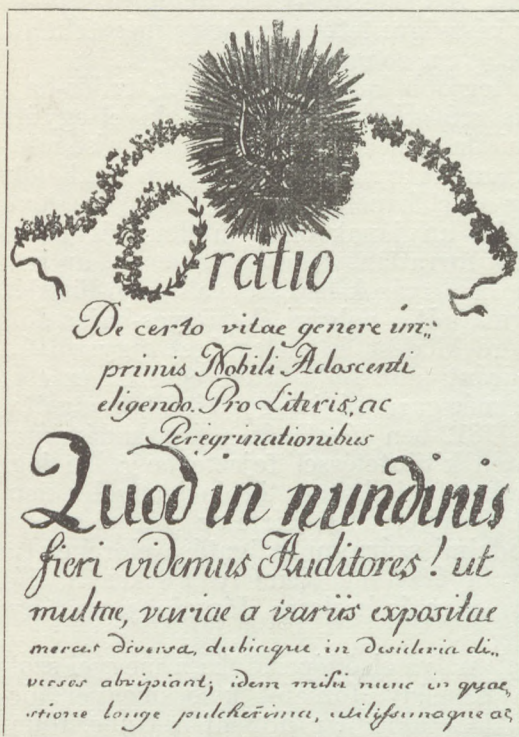 Oratio
De certo vitae genere im„
primis Nobili Adoscenti
eligendo. Pro Literis, ac
Peregrinationibus
Quod in nundinis
fieri videmus Auditores! ut
multae, variae a variis expositae
merces diversa, dubiaque in desideria di„
versos abripiant; idem mihi nunc in quae„
stione longe pulcherima, utilissimaque ac